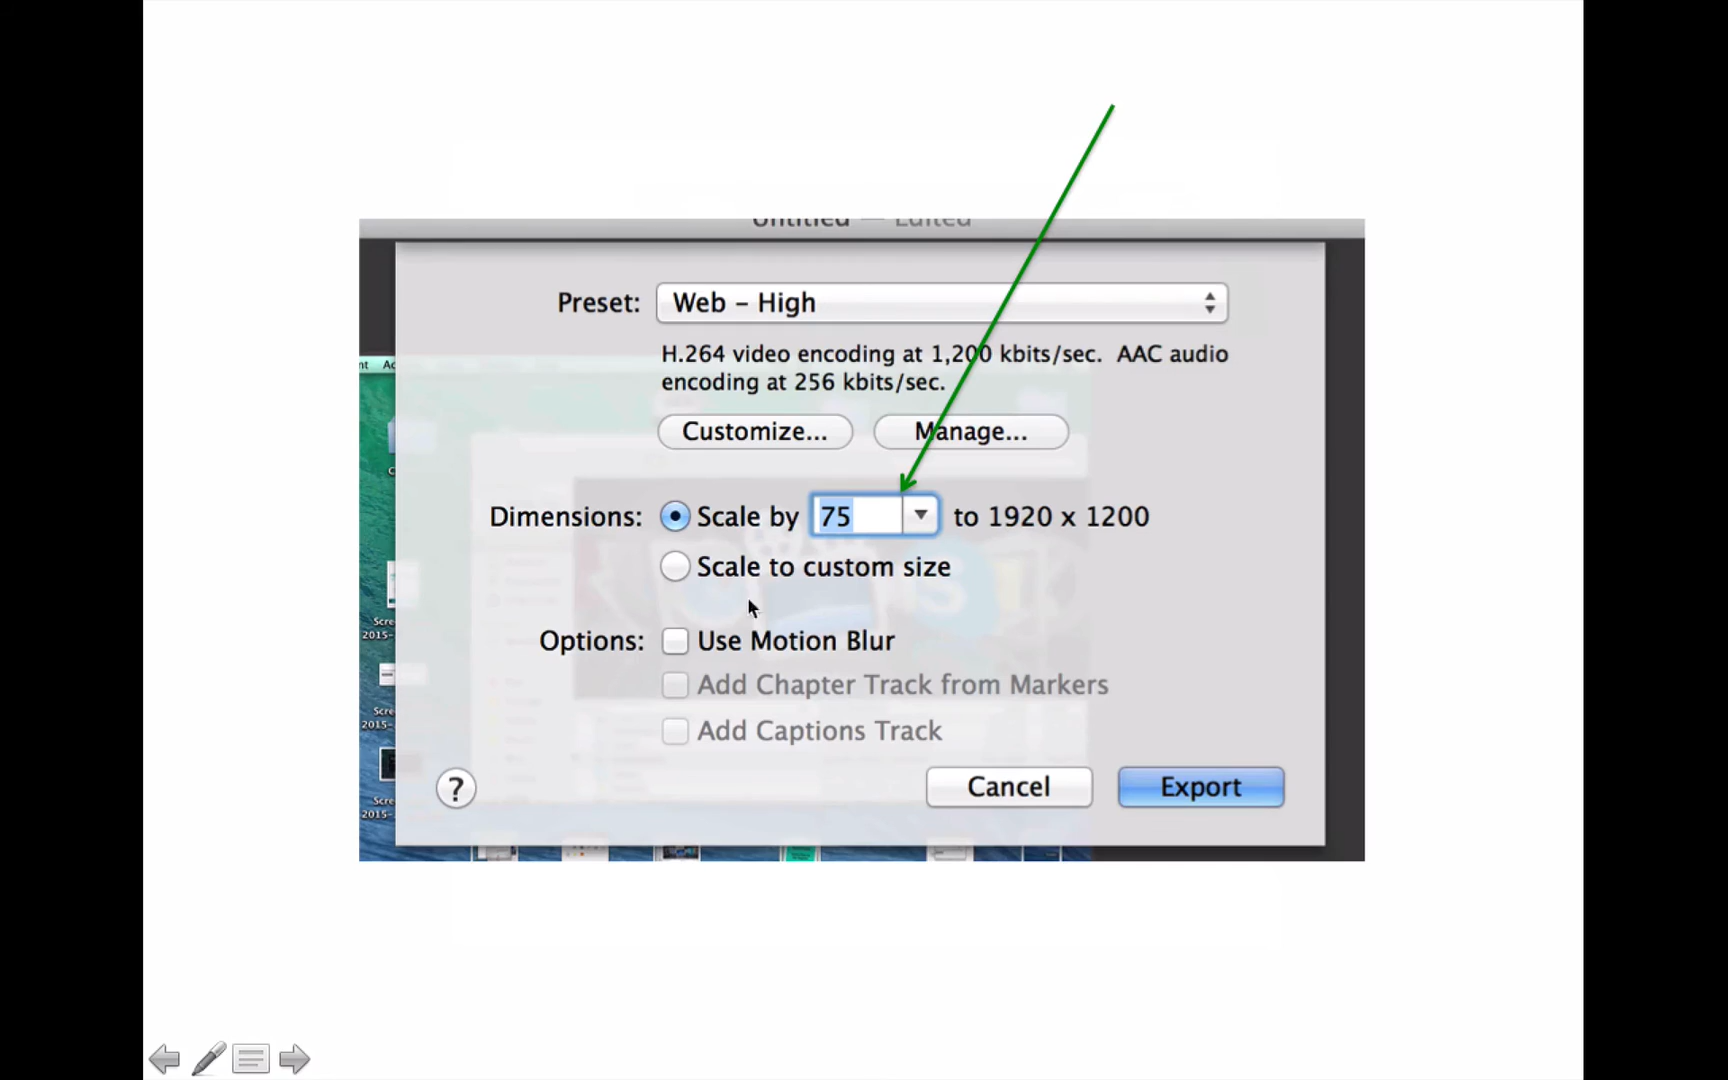 Untitled — Edited
Preset: Web – High
H.264 video encoding at 1,200 kbits/sec. AAC audio
encoding at 256 kbits/sec.
Customize... Manage...
Dimensions: Scale by 75 to 1920 x 1200
Scale to custom size
Options: Use Motion Blur
Add Chapter Track from Markers
Add Captions Track
? Cancel Export